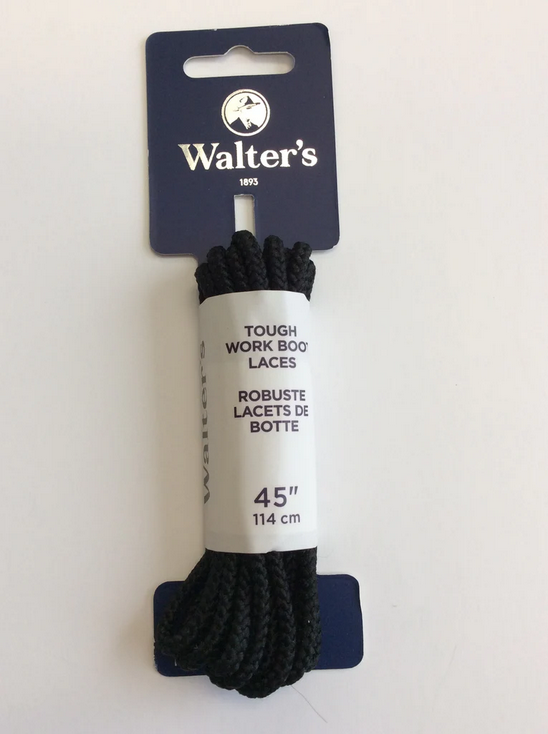 Walter's
1893
TOUGH
WORK BOOT
LACES
ROBUSTE
LACETS DE
BOTTE
45"
114 cm
Walter's